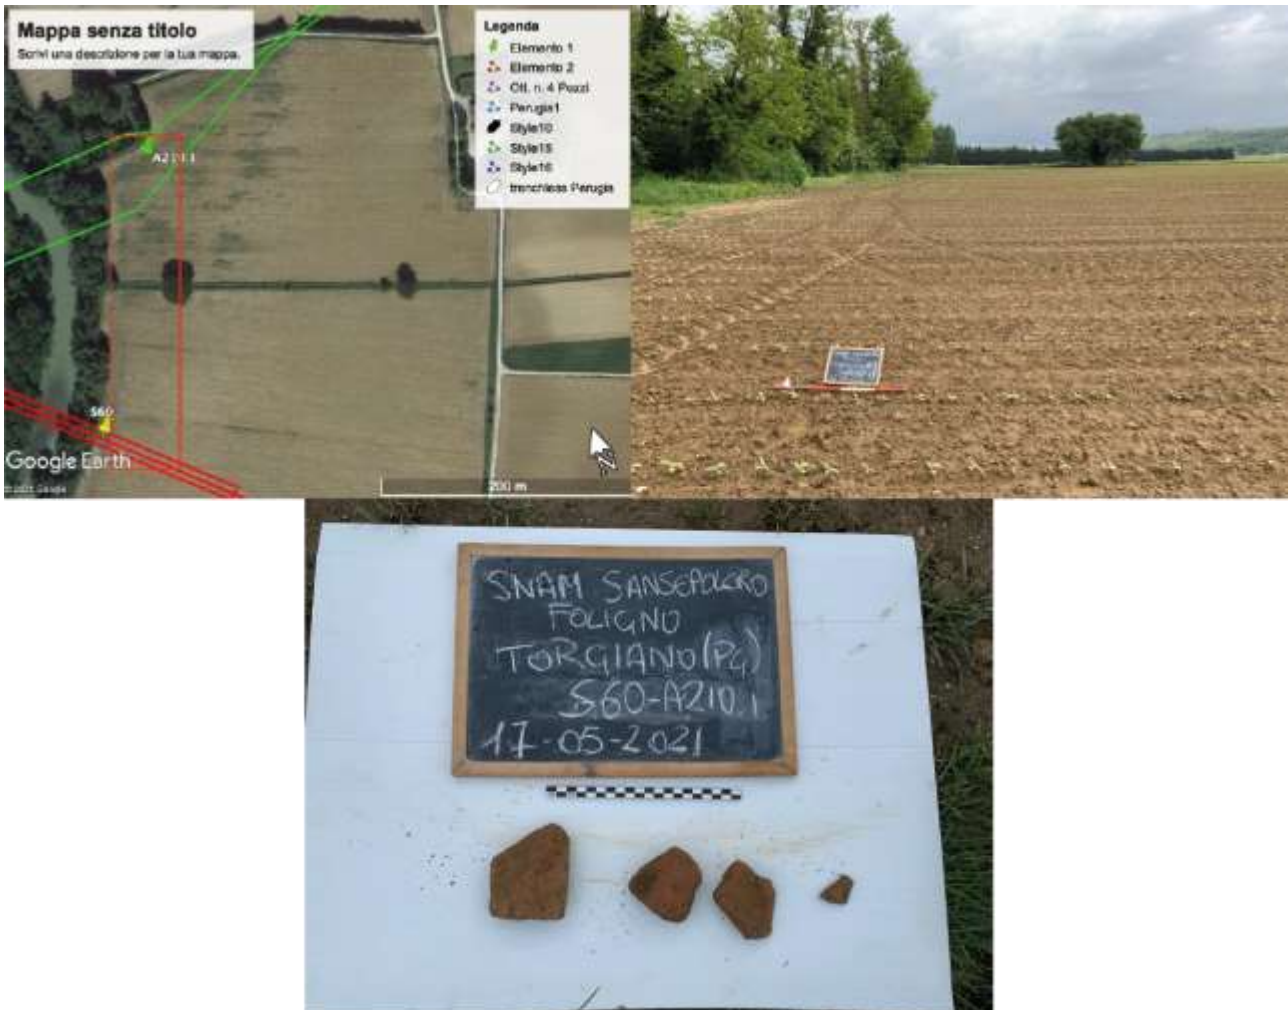 Mappa senza titolo
Scrivi una descrizione per la tua mappa.
Legenda
Elemento 1
Elemento 2
Ott. n. 4 Pozzi
Perugia1
Style10
Style15
Style16
trenchless Perugia
S60
Google Earth
200 m
SNAM SANSEPOLCRO
FOLIGNO
TORGIANO (PG)
S60-A210.1
17-05-2021